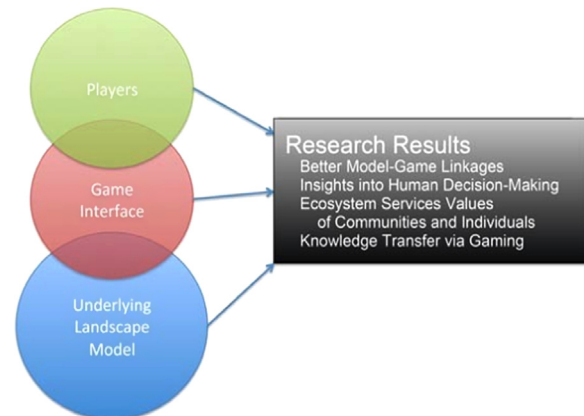 Players
Game
Interface
Underlying
Landscape
Model
Research Results
Better Model-Game Linkages
Insights into Human Decision-Making
Ecosystem Services Values
of Communities and Individuals
Knowledge Transfer via Gaming